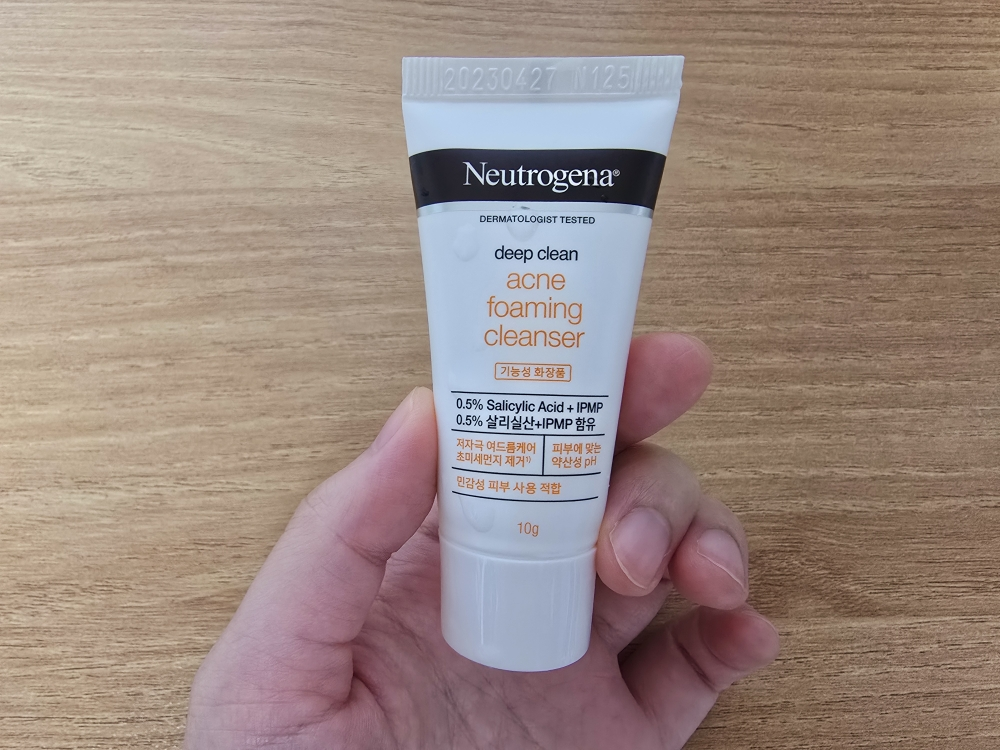 20230427 N125
Neutrogena®
DERMATOLOGIST TESTED
deep clean
acne
foaming
cleanser
기능성 화장품
0.5% Salicylic Acid + IPMP
0.5% 살리실산+IPMP 함유
저자극 여드름케어
초미세먼지 제거¹⁾
피부에 맞는
약산성 pH
민감성 피부 사용 적합
10g